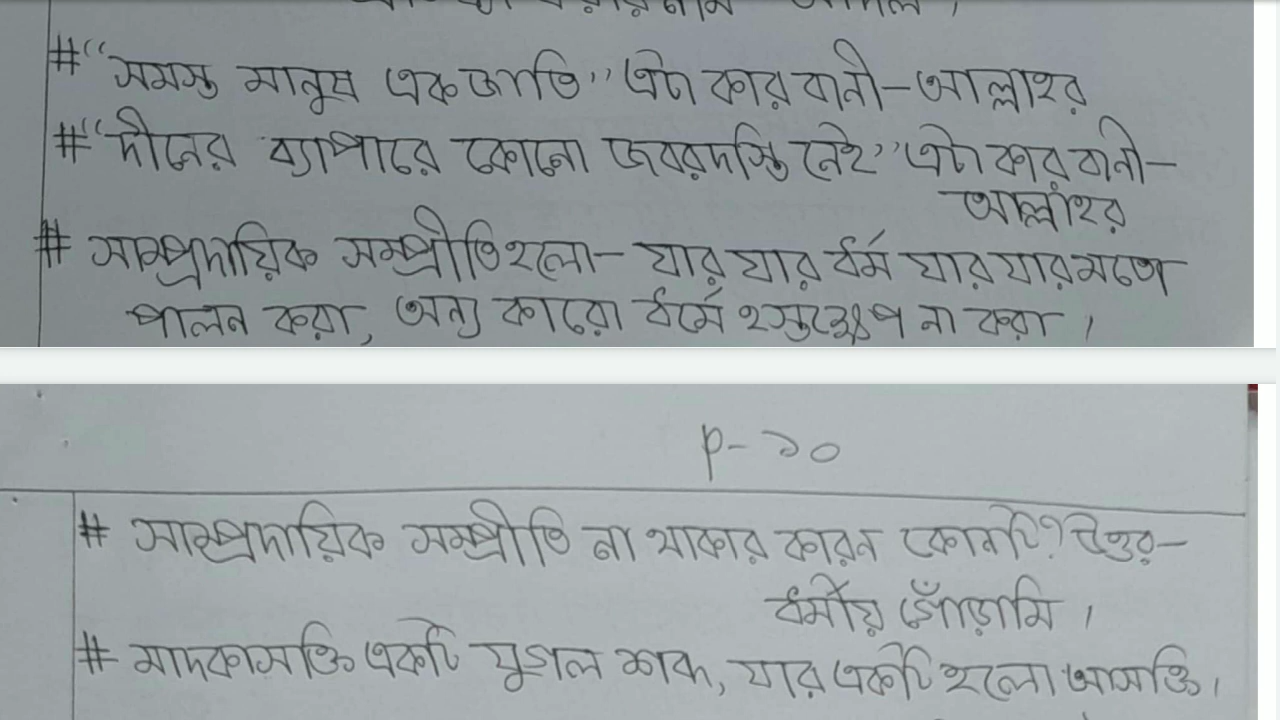 # “সমস্ত মানুষ এক জাতি” এটা কার বানী – আল্লাহর
# “দীনের ব্যাপারে কোনো জবরদস্তি নেই” এটা কার বানী –
আল্লাহর
# সাম্প্রদায়িক সম্প্রীতি হলো – যার যার ধর্ম যার যার মতো
পালন করা, অন্য কারো ধর্মে হস্তক্ষেপ না করা।
p- ১০
# সাম্প্রদায়িক সম্প্রীতি না থাকার কারন কোনটি? উত্তর –
ধর্মীয় গোঁড়ামি।
# মাদকাসক্তি একটি যুগল শব্দ, যার একটি হলো আসক্তি।